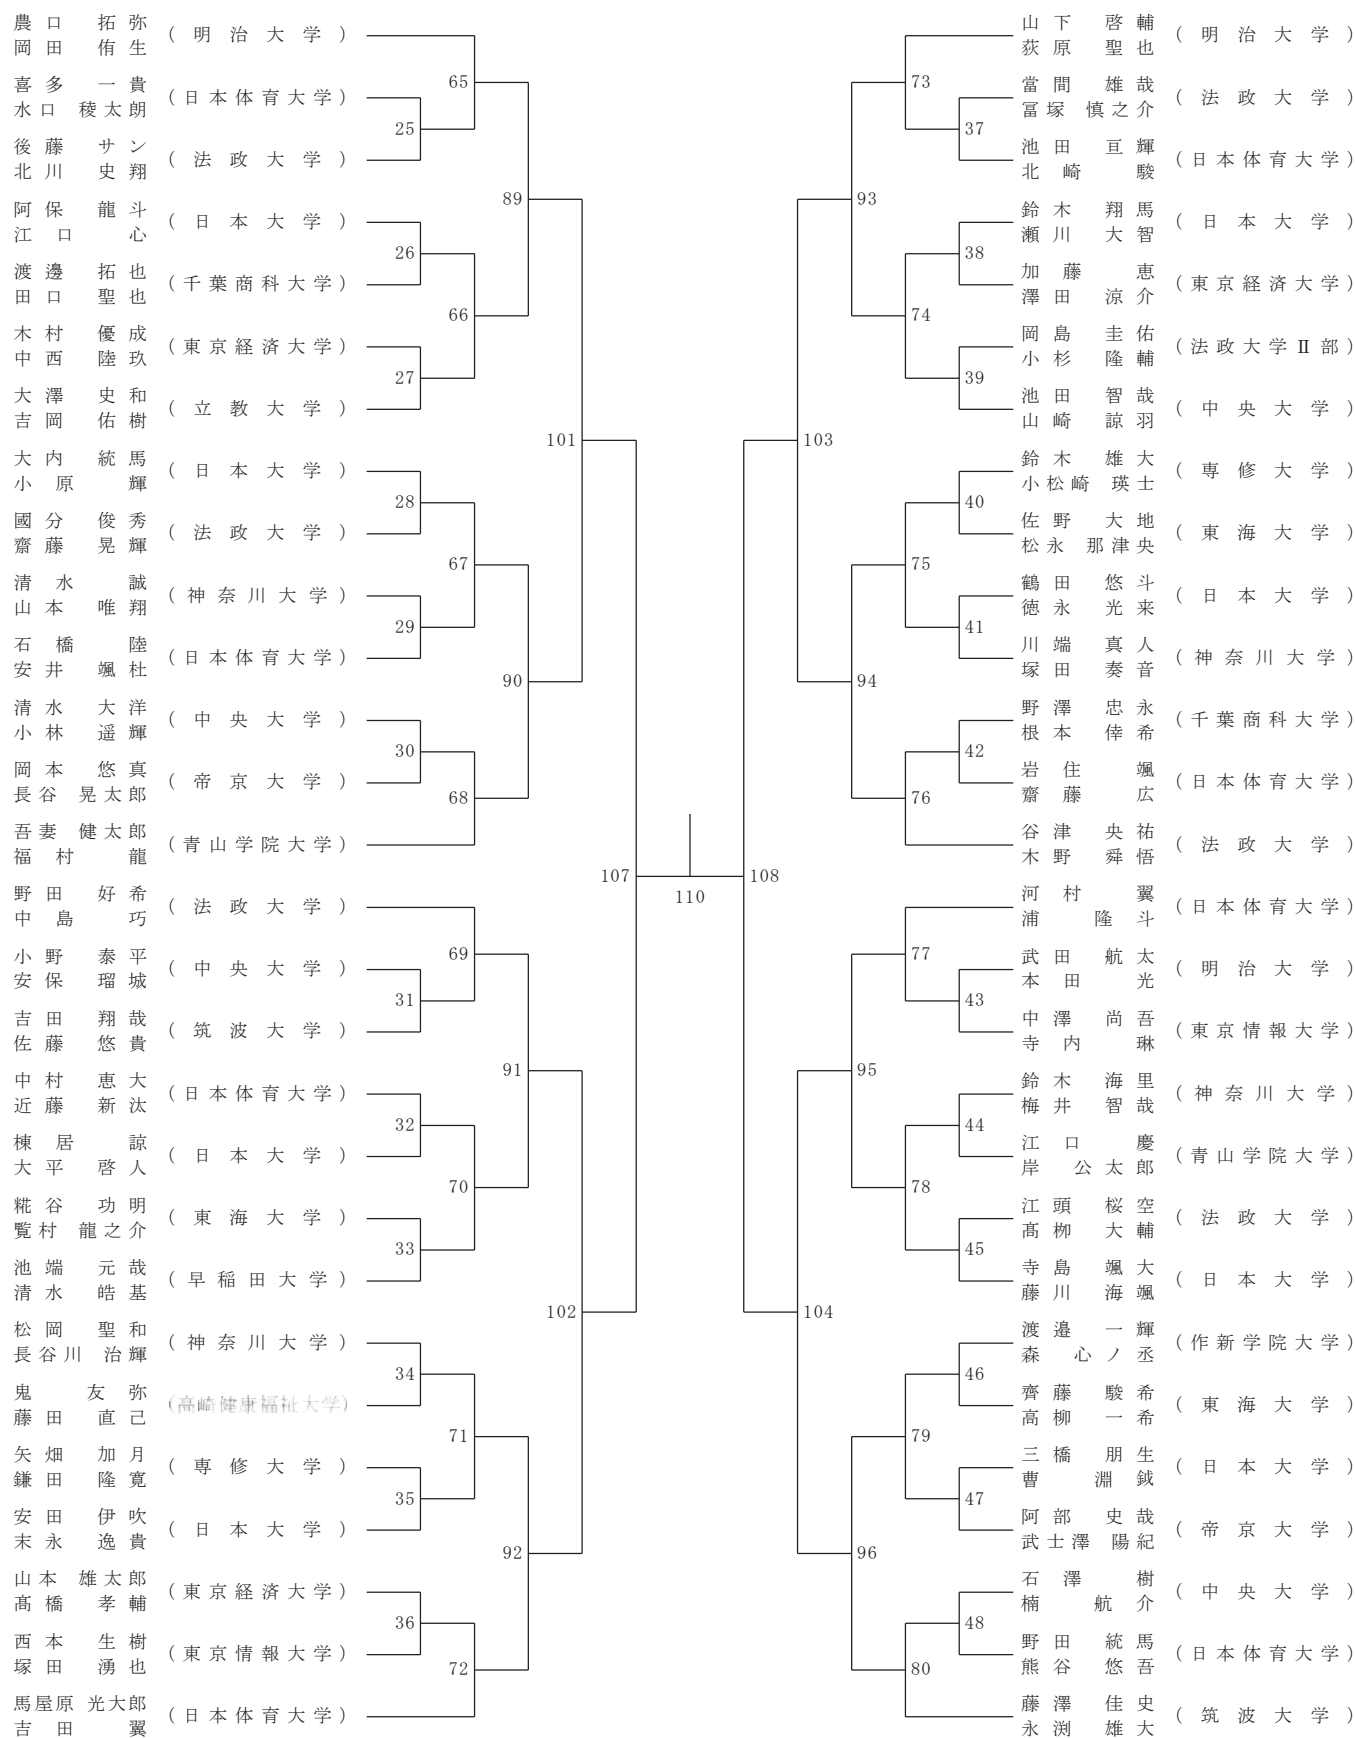 農口 拓弥
岡田 侑生
(明治大学)
65
喜多 一貴
水口 稜太朗
(日本体育大学)
25
後藤 サン
北川 史翔
(法政大学)
89
阿保 龍斗
江口 心
(日本大学)
26
渡邊 拓也
田口 聖也
(千葉商科大学)
66
木村 優成
中西 陸玖
(東京経済大学)
27
大澤 史和
吉岡 佑樹
(立教大学)
101
大内 統馬
小原 輝
(日本大学)
28
國分 俊秀
齋藤 晃輝
(法政大学)
67
清水 誠
山本 唯翔
(神奈川大学)
29
石橋 陸
安井 颯杜
(日本体育大学)
90
清水 大洋
小林 遥輝
(中央大学)
30
岡本 悠真
長谷 晃太郎
(帝京大学)
68
吾妻 健太郎
福村 龍
(青山学院大学)
107
野田 好希
中島 巧
(法政大学)
69
小野 泰平
安保 瑠城
(中央大学)
31
吉田 翔哉
佐藤 悠貴
(筑波大学)
91
中村 恵大
近藤 新汰
(日本体育大学)
32
棟居 諒
大平 啓人
(日本大学)
70
糀谷 功明
覧村 龍之介
(東海大学)
33
池端 元哉
清水 皓基
(早稲田大学)
102
松岡 聖和
長谷川 治輝
(神奈川大学)
34
鬼 友弥
藤田 直己
(高崎健康福祉大学)
71
矢畑 加月
鎌田 隆寛
(専修大学)
35
安田 伊吹
末永 逸貴
(日本大学)
92
山本 雄太郎
髙橋 孝輔
(東京経済大学)
36
西本 生樹
塚田 湧也
(東京情報大学)
72
馬屋原 光大郎
吉田 翼
(日本体育大学)
110
山下 啓輔
荻原 聖也
(明治大学)
73
當間 雄哉
冨塚 慎之介
(法政大学)
37
池田 亘輝
北崎 駿
(日本体育大学)
93
鈴木 翔馬
瀬川 大智
(日本大学)
38
加藤 恵
澤田 涼介
(東京経済大学)
74
岡島 圭佑
小杉 隆輔
(法政大学Ⅱ部)
39
池田 智哉
山崎 諒羽
(中央大学)
103
鈴木 雄大
小松崎 瑛士
(専修大学)
40
佐野 大地
松永 那津央
(東海大学)
75
鶴田 悠斗
徳永 光来
(日本大学)
41
川端 真人
塚田 奏音
(神奈川大学)
94
野澤 忠永
根本 倖希
(千葉商科大学)
42
岩住 颯
齋藤 広
(日本体育大学)
76
谷津 央祐
木野 舜悟
(法政大学)
108
河村 翼
浦 隆斗
(日本体育大学)
77
武田 航太
本田 光
(明治大学)
43
中澤 尚吾
寺内 琳
(東京情報大学)
95
鈴木 海里
梅井 智哉
(神奈川大学)
44
江口 慶
岸 公太郎
(青山学院大学)
78
江頭 桜空
髙栁 大輔
(法政大学)
45
寺島 颯大
藤川 海颯
(日本大学)
104
渡邉 一輝
森 心ノ丞
(作新学院大学)
46
齊藤 駿希
高柳 一希
(東海大学)
79
三橋 朋生
曹 淵鉞
(日本大学)
47
阿部 史哉
武士澤 陽紀
(帝京大学)
96
石澤 樹
楠 航介
(中央大学)
48
野田 統馬
熊谷 悠吾
(日本体育大学)
80
藤澤 佳史
永渕 雄大
(筑波大学)